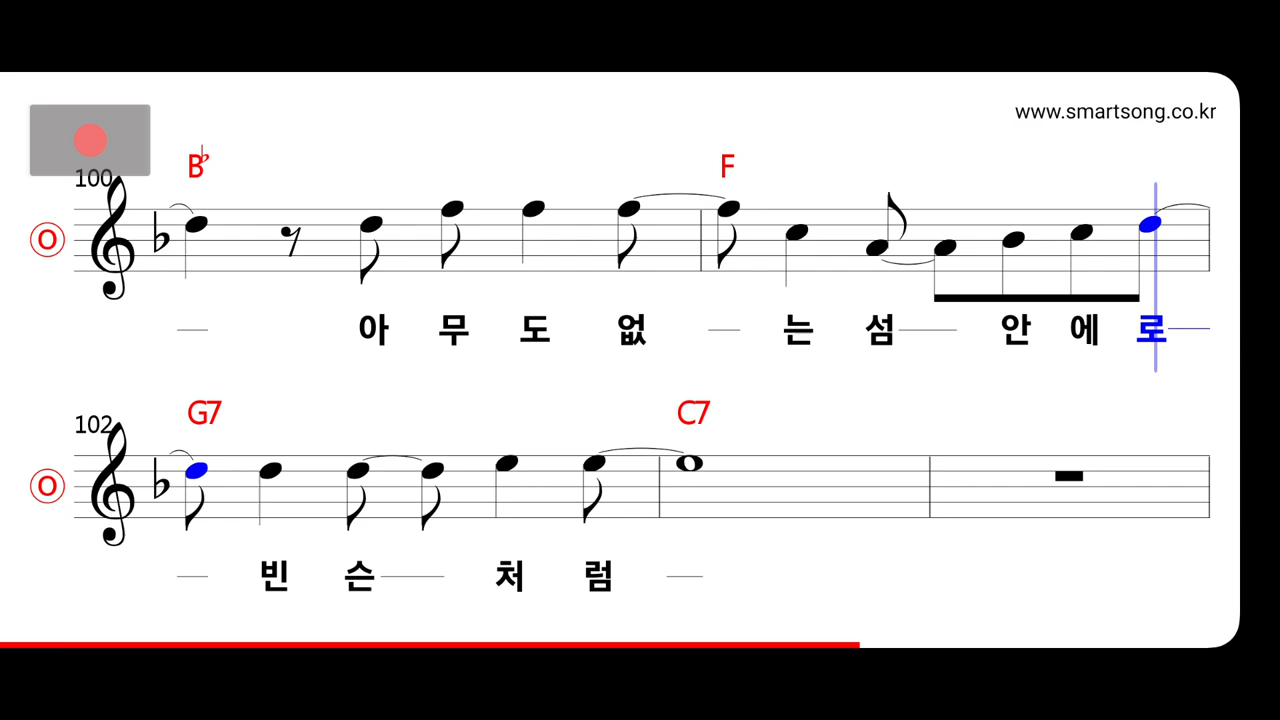 www.smartsong.co.kr
B♭ F
100
O
아 무 도 없 는 섬 안 에 로
G7 C7
102
O
빈 슨 처 럼